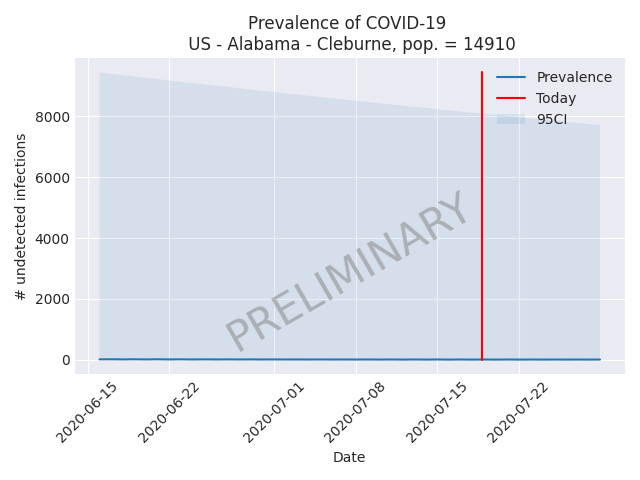 Prevalence of COVID-19
US - Alabama - Cleburne, pop. = 14910
Prevalence
Today
95CI
# undetected infections
8000
6000
4000
2000
0
PRELIMINARY
2020-06-15
2020-06-22
2020-07-01
2020-07-08
2020-07-15
2020-07-22
Date